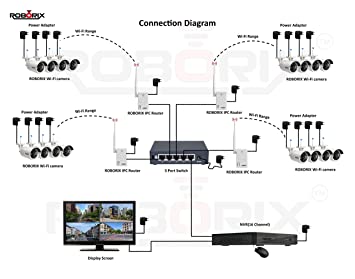 ROBORIX
Connection Diagram
Power Adapter
Wi-Fi Range
Wi-Fi Range
Power Adapter
ROBORIX Wi-Fi camera
ROBORIX IPC Router
ROBORIX IPC Router
ROBORIX Wi-Fi camera
Power Adapter
Wi-Fi Range
Wi-Fi Range
Power Adapter
ROBORIX Wi-Fi camera
ROBORIX IPC Router
5 Port Switch
ROBORIX IPC Router
ROBORIX Wi-Fi camera
Display Screen
NVR(16 Channel)
ROBORIX
ROBORIX